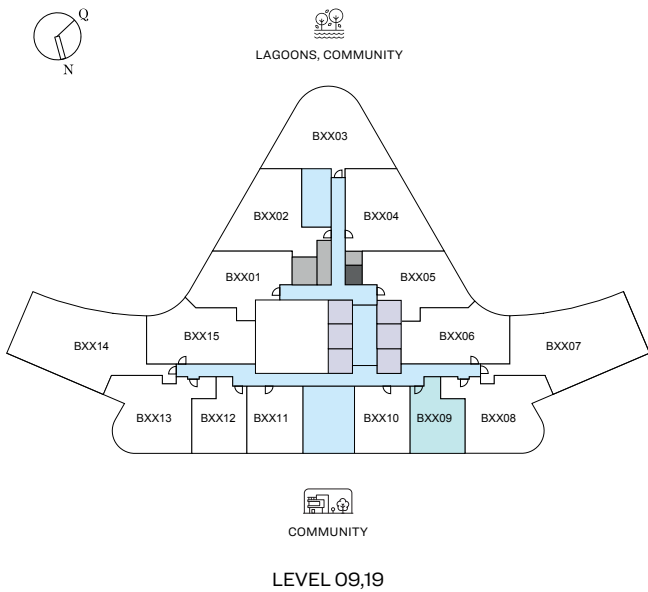 Q
N
LAGOONS, COMMUNITY
BXX03
BXX02 BXX04
BXX01 BXX05
BXX14 BXX15 BXX06 BXX07
BXX13 BXX12 BXX11 BXX10 BXX09 BXX08
COMMUNITY
LEVEL 09,19